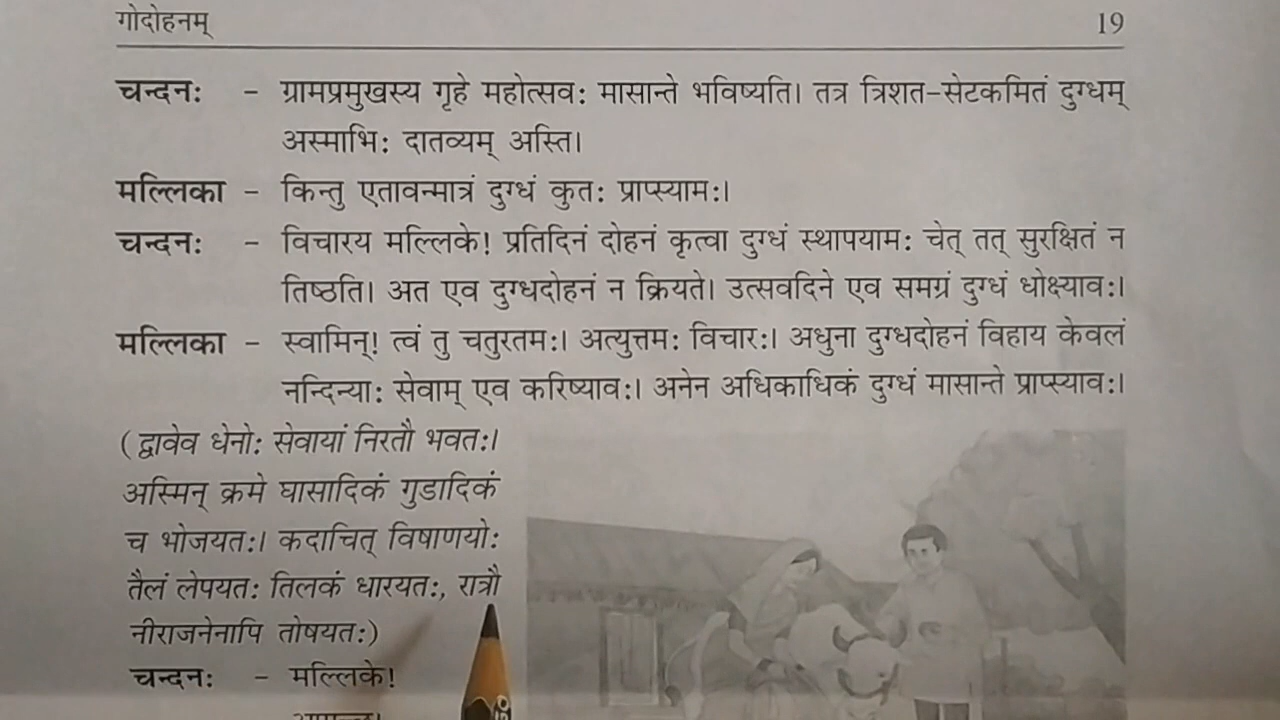 गोदोहनम् 19
चन्दनः - ग्रामप्रमुखस्य गृहे महोत्सवः मासान्ते भविष्यति। तत्र त्रिशत-सेटकमितं दुग्धम्
अस्माभिः दातव्यम् अस्ति।
मल्लिका - किन्तु एतावन्मात्रं दुग्धं कुतः प्राप्स्यामः।
चन्दनः - विचारय मल्लिके! प्रतिदिनं दोहनं कृत्वा दुग्धं स्थापयामः चेत् तत् सुरक्षितं न
तिष्ठति। अत एव दुग्धदोहनं न क्रियते। उत्सवदिने एव समग्रं दुग्धं धोक्ष्यावः।
मल्लिका - स्वामिन्! त्वं तु चतुरतमः। अत्युत्तमः विचारः। अधुना दुग्धदोहनं विहाय केवलं
नन्दिन्याः सेवाम् एव करिष्यावः। अनेन अधिकाधिकं दुग्धं मासान्ते प्राप्स्यावः।
(द्वावेव धेनोः सेवायां निरतौ भवतः।
अस्मिन् क्रमे घासादिकं गुडादिकं
च भोजयतः। कदाचित् विषाणयोः
तैलं लेपयतः तिलकं धारयतः, रात्रौ
नीराजनेनापि तोषयतः)
चन्दनः - मल्लिके!